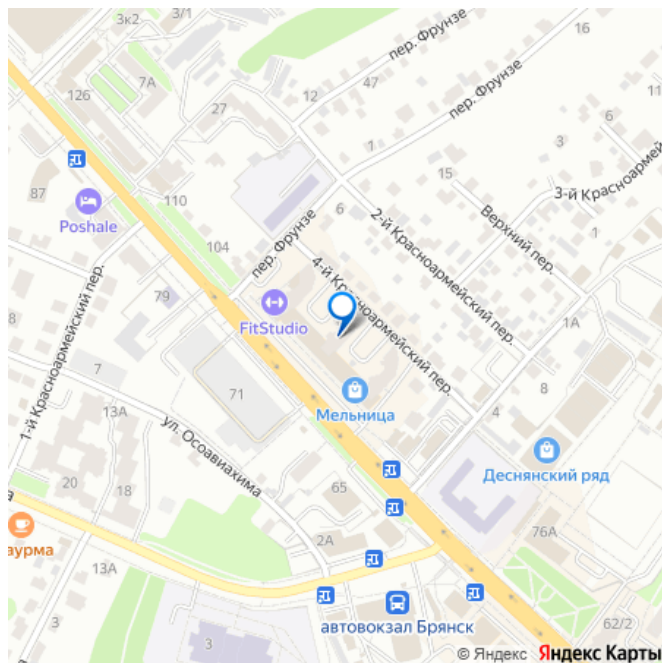 3к2
3/1
7А
126
27
12
47
пер. Фрунзе
16
пер. Фрунзе
11
6
3
1
15
87
Poshale
110
104
6
пер. Фрунзе
2-й Красноармейский пер.
Верхний пер.
3-й Красноармей
1
4-й Красноармейский пер.
79
FitStudio
1А
1-й Красноармейский пер.
7
71
8
Мельница
4
13А
ул. Осоавиахима
Деснянский ряд
20
18
65
76А
аурма
2А
13А
автовокзал Брянск
3
62/2
© Яндекс Яндекс Карты